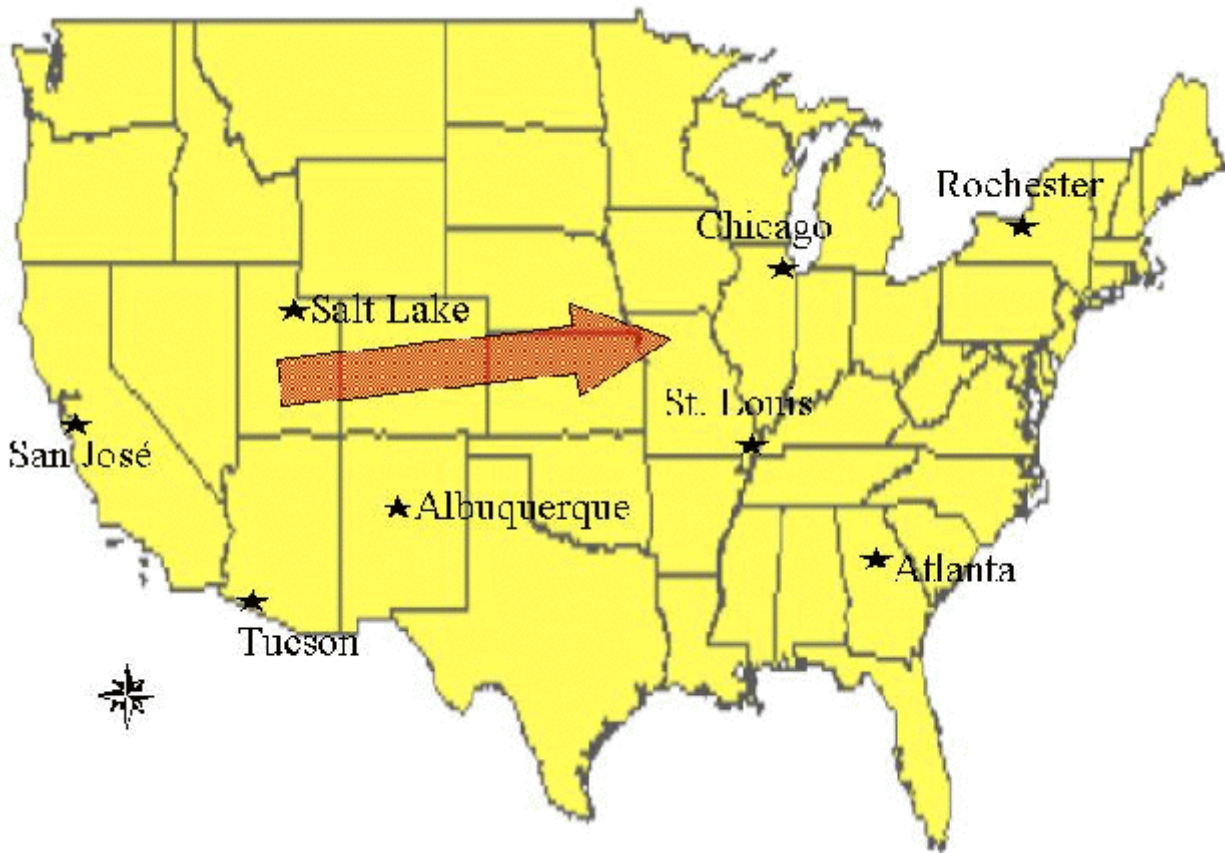 Rochester
Chicago
Salt Lake
St. Louis
San José
Albuquerque
Atlanta
Tucson